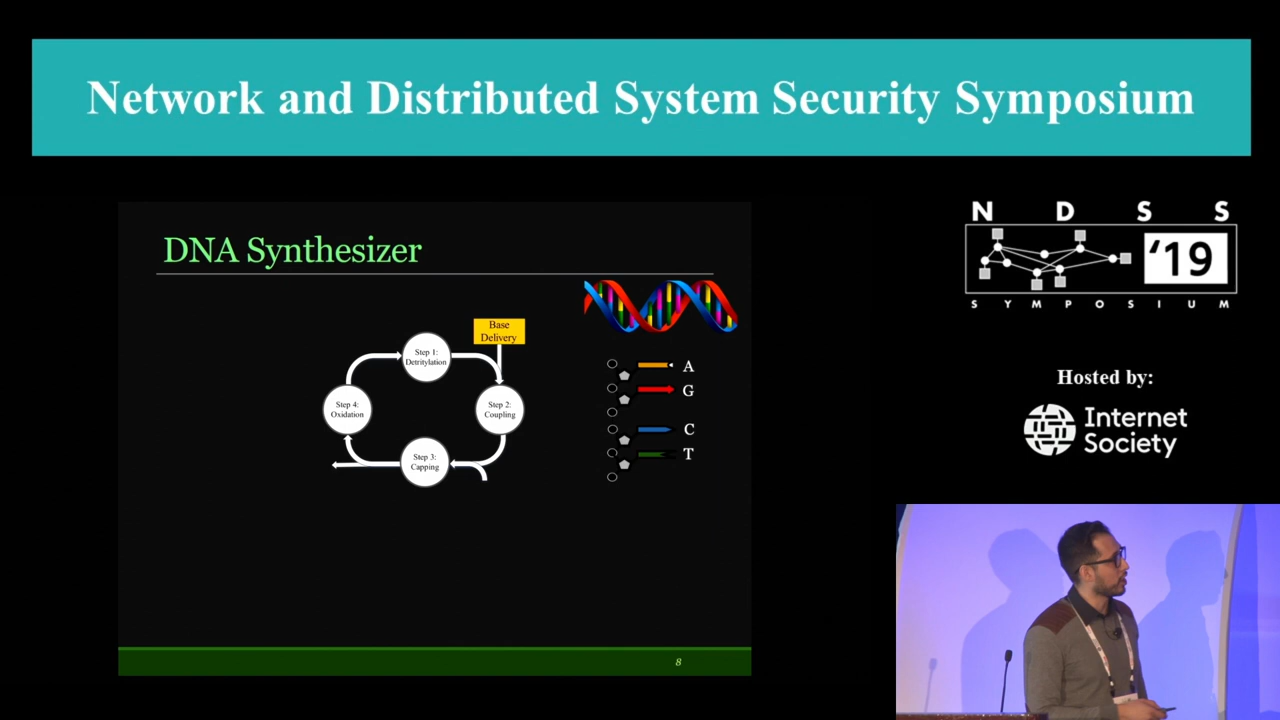 Network and Distributed System Security Symposium
DNA Synthesizer
Base
Delivery
Step 1:
Detritylation
Step 4:
Oxidation
Step 2:
Coupling
Step 3:
Capping
A
G
C
T
8
N D S S
‘19
SYMPOSIUM
Hosted by:
Internet
Society